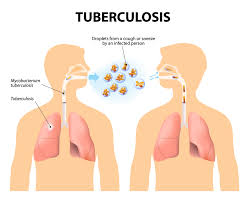 TUBERCULOSIS
Droplets from a cough or sneeze
by an infected person
Mycobacterium
tuberculosis
Tuberculosis